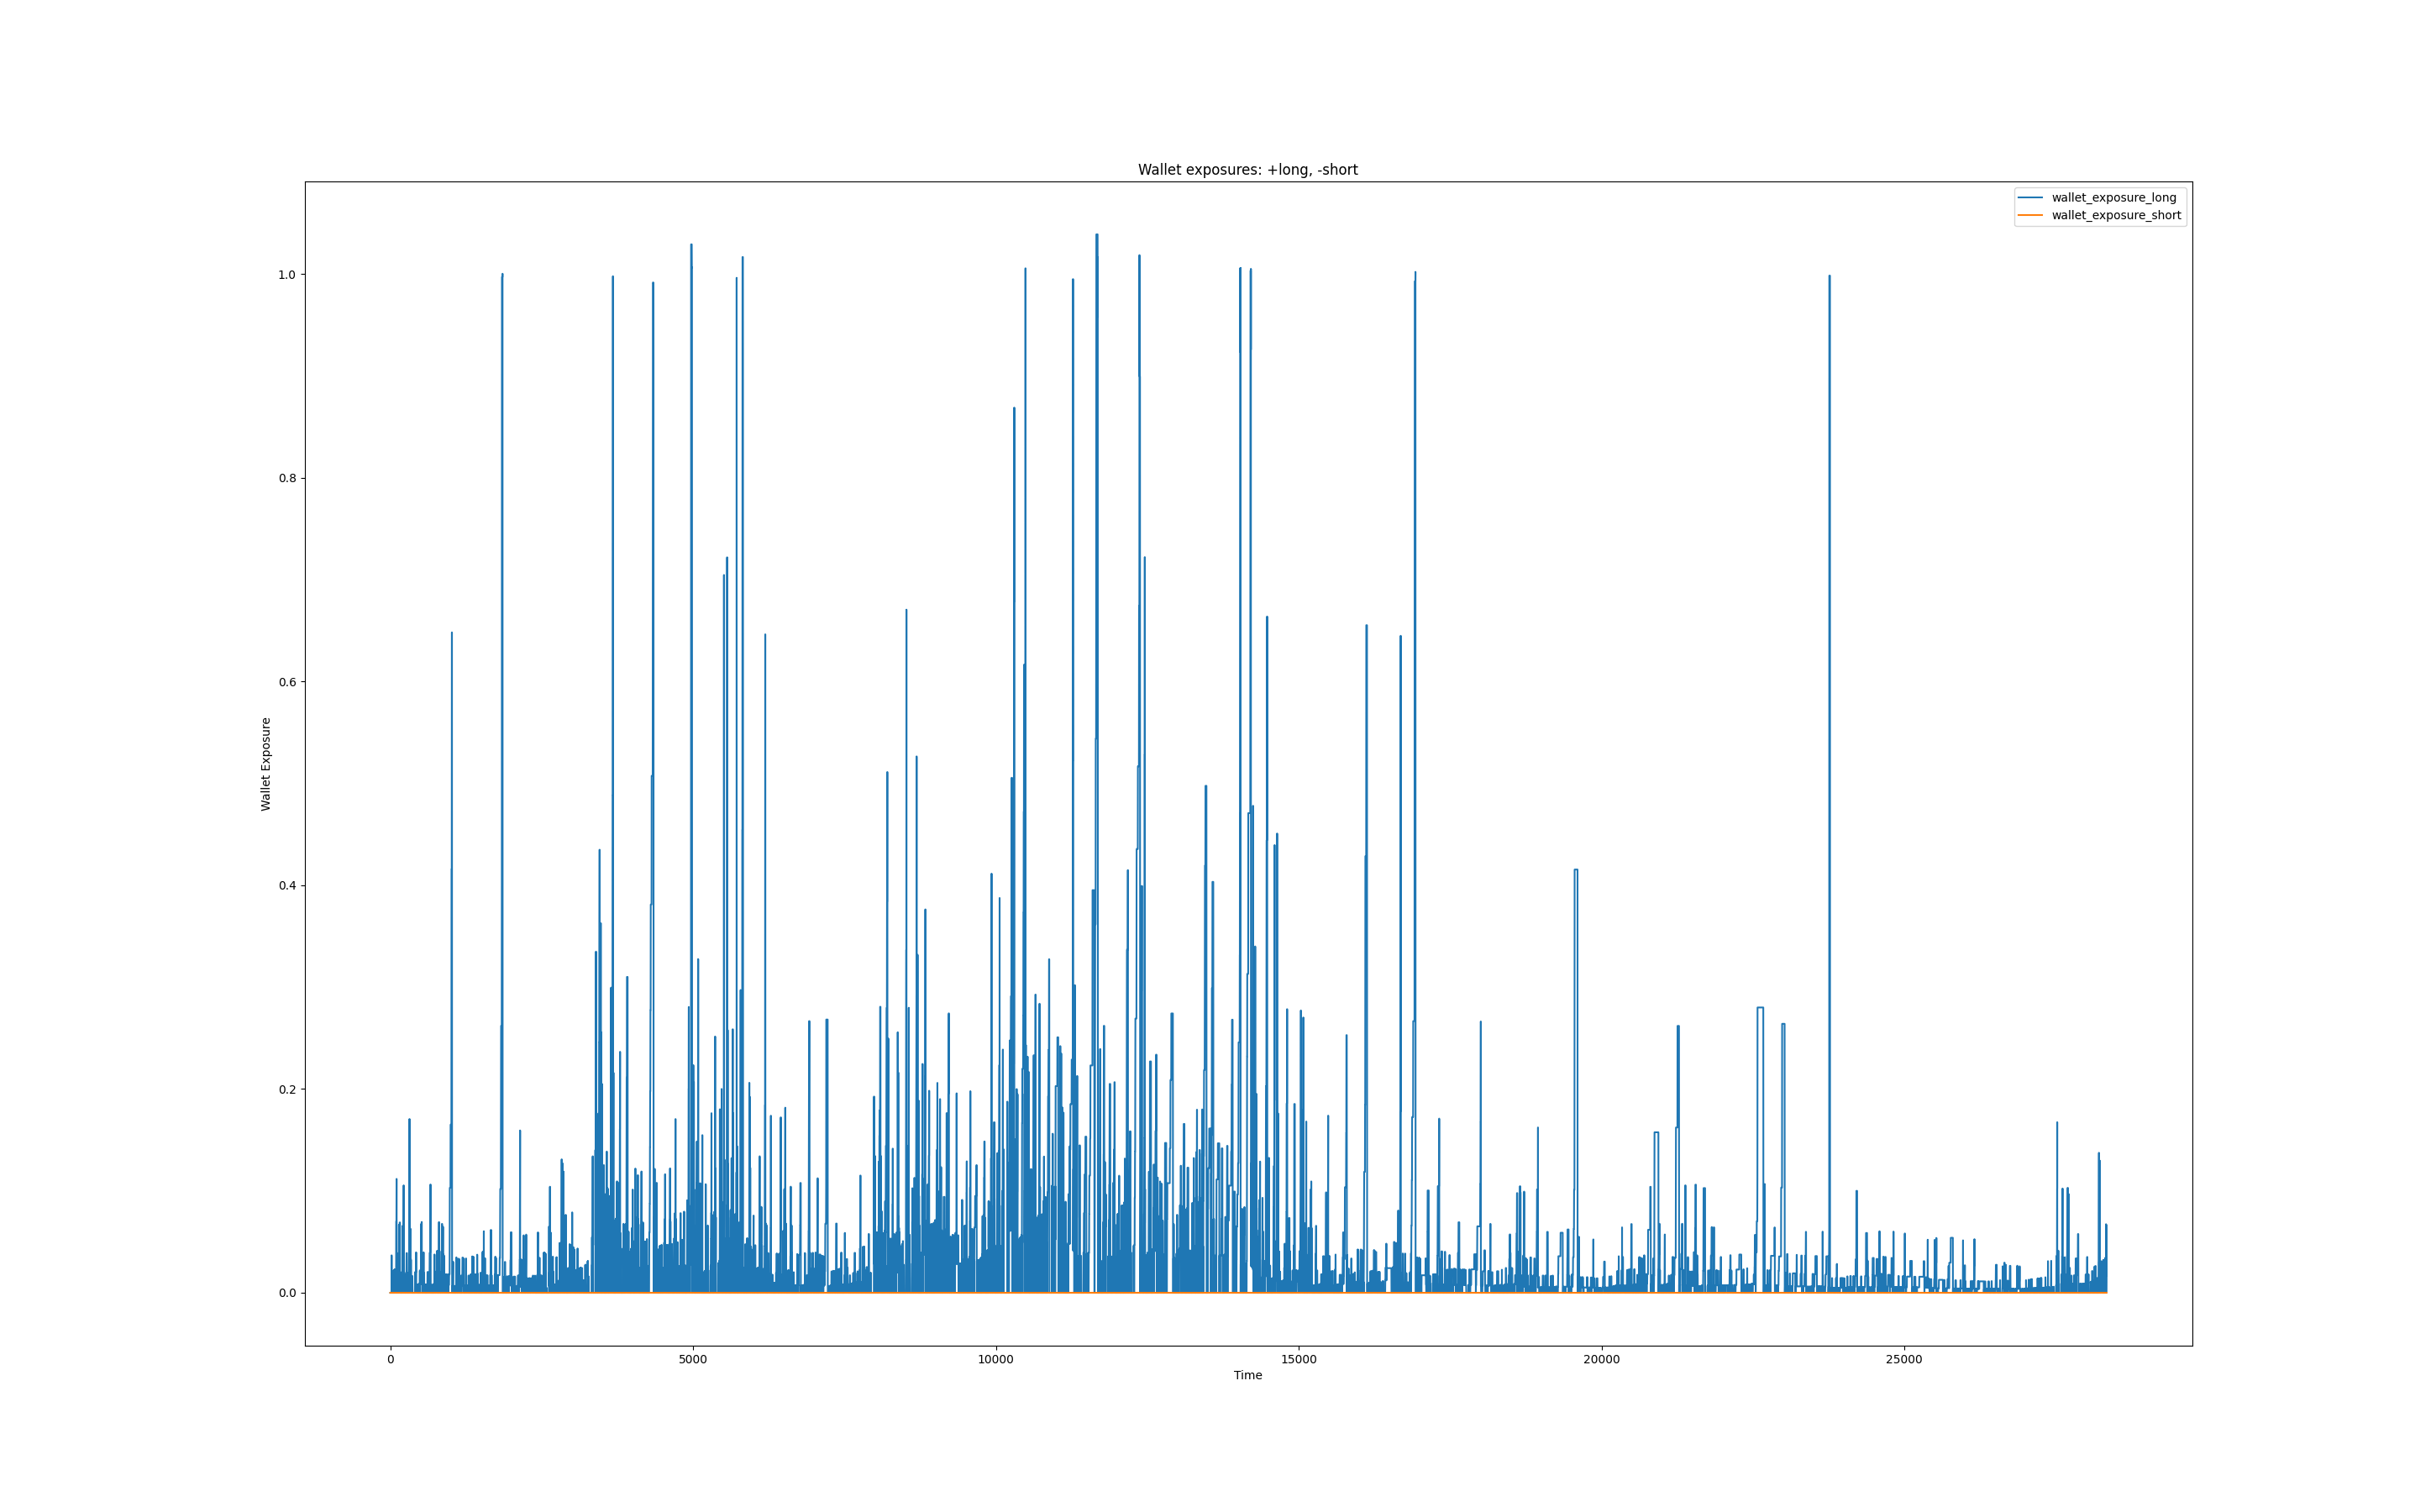 Wallet exposures: +long, -short
wallet_exposure_long
wallet_exposure_short
1.0
0.8
0.6
0.4
0.2
0.0
Wallet Exposure
0 5000 10000 15000 20000 25000
Time